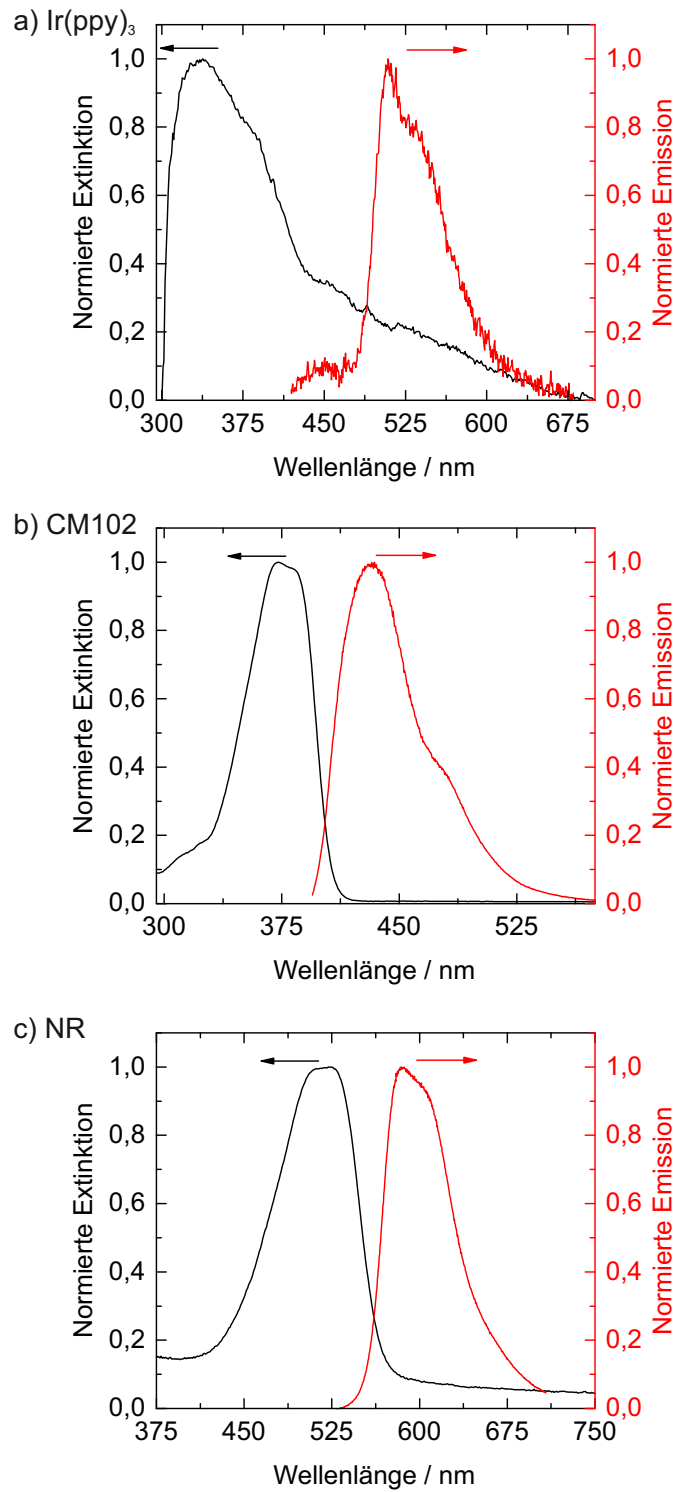 a) Ir(ppy)₃
1,0
0,8
0,6
0,4
0,2
0,0
Normierte Extinktion
1,0
0,8
0,6
0,4
0,2
0,0
Normierte Emission
300 375 450 525 600 675
Wellenlänge / nm
b) CM102
1,0
0,8
0,6
0,4
0,2
0,0
Normierte Extinktion
1,0
0,8
0,6
0,4
0,2
0,0
Normierte Emission
300 375 450 525
Wellenlänge / nm
c) NR
1,0
0,8
0,6
0,4
0,2
0,0
Normierte Extinktion
1,0
0,8
0,6
0,4
0,2
0,0
Normierte Emission
375 450 525 600 675 750
Wellenlänge / nm